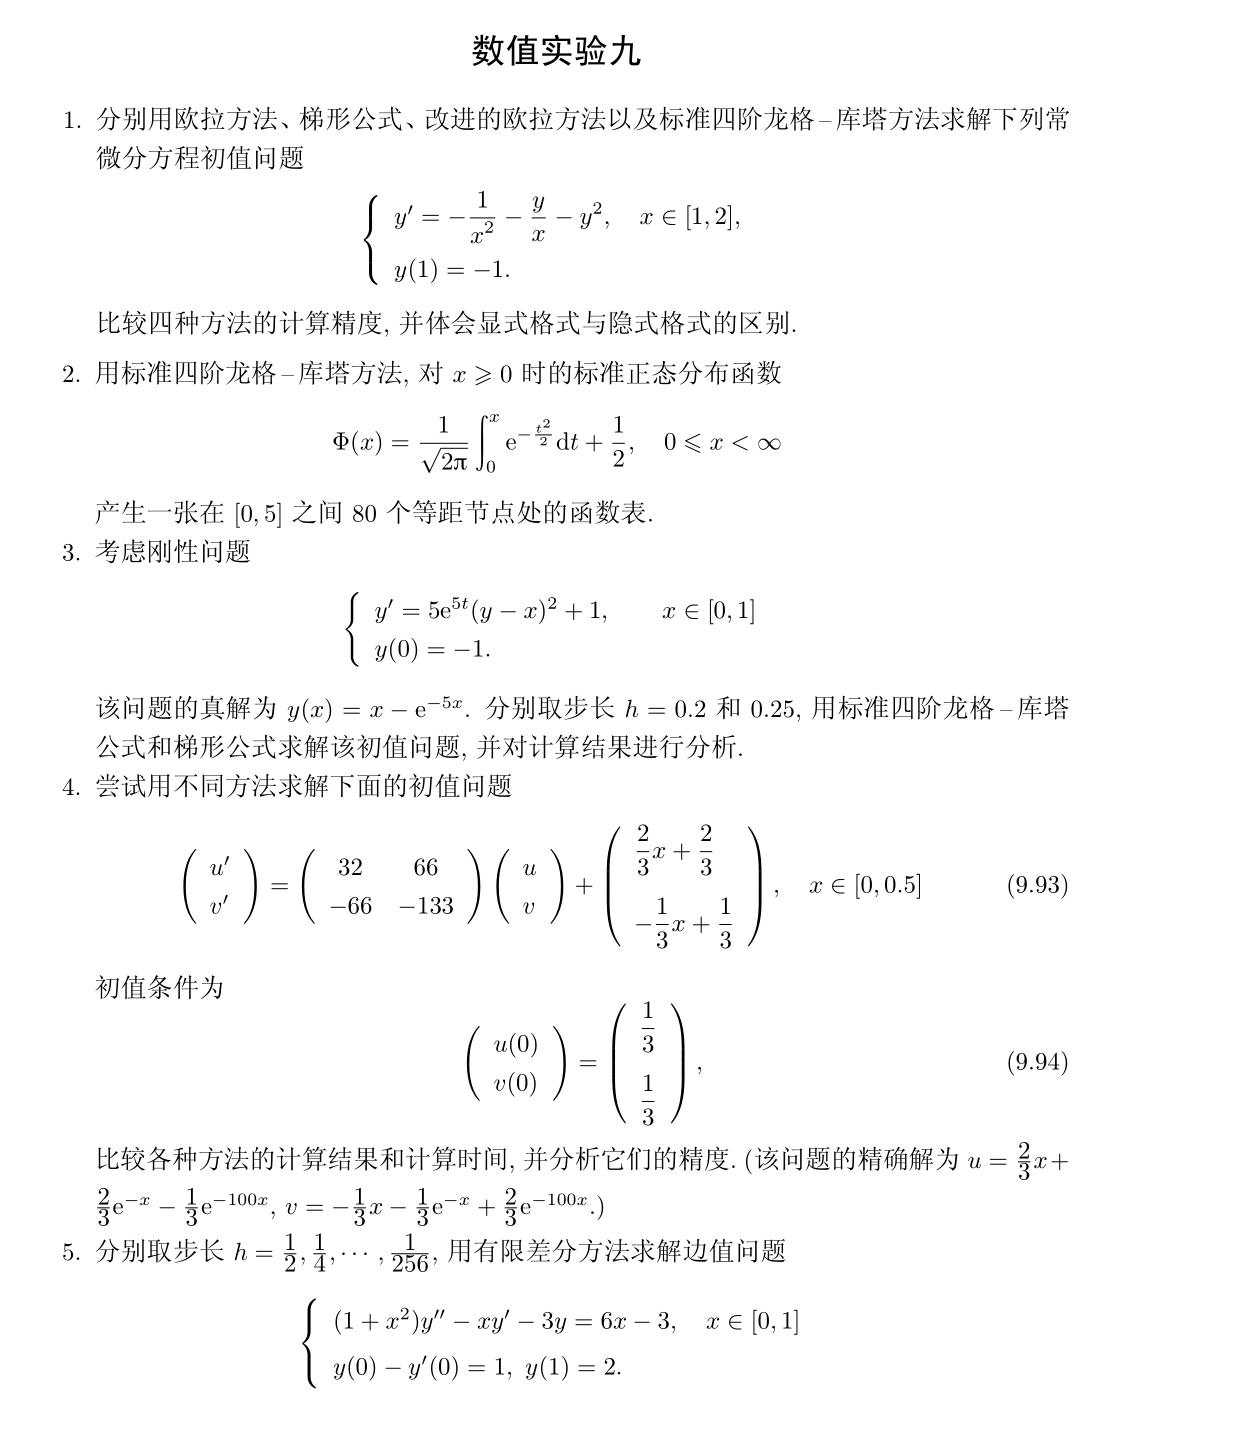 数值实验九
1. 分别用欧拉方法、梯形公式、改进的欧拉方法以及标准四阶龙格–库塔方法求解下列常
微分方程初值问题
$\begin{cases} y' = -\dfrac{1}{x^2} - \dfrac{y}{x} - y^2, \quad x \in [1, 2], \\ y(1) = -1. \end{cases}$
比较四种方法的计算精度, 并体会显式格式与隐式格式的区别.
2. 用标准四阶龙格–库塔方法, 对 $x \geqslant 0$ 时的标准正态分布函数
$\Phi(x) = \dfrac{1}{\sqrt{2\pi}} \int_0^x \mathrm{e}^{-\frac{t^2}{2}} \mathrm{d}t + \dfrac{1}{2}, \quad 0 \leqslant x < \infty$
产生一张在 [0, 5] 之间 80 个等距节点处的函数表.
3. 考虑刚性问题
$\begin{cases} y' = 5\mathrm{e}^{5t}(y - x)^2 + 1, \quad x \in [0, 1] \\ y(0) = -1. \end{cases}$
该问题的真解为 $y(x) = x - \mathrm{e}^{-5x}$. 分别取步长 $h = 0.2$ 和 0.25, 用标准四阶龙格–库塔
公式和梯形公式求解该初值问题, 并对计算结果进行分析.
4. 尝试用不同方法求解下面的初值问题
$\begin{pmatrix} u' \\ v' \end{pmatrix} = \begin{pmatrix} 32 & 66 \\ -66 & -133 \end{pmatrix} \begin{pmatrix} u \\ v \end{pmatrix} + \begin{pmatrix} \dfrac{2}{3}x + \dfrac{2}{3} \\ -\dfrac{1}{3}x + \dfrac{1}{3} \end{pmatrix}, \quad x \in [0, 0.5]$ (9.93)
初值条件为
$\begin{pmatrix} u(0) \\ v(0) \end{pmatrix} = \begin{pmatrix} \dfrac{1}{3} \\ \dfrac{1}{3} \end{pmatrix},$ (9.94)
比较各种方法的计算结果和计算时间, 并分析它们的精度. (该问题的精确解为 $u = \frac{2}{3}x +$
$\frac{2}{3}\mathrm{e}^{-x} - \frac{1}{3}\mathrm{e}^{-100x}$, $v = -\frac{1}{3}x - \frac{1}{3}\mathrm{e}^{-x} + \frac{2}{3}\mathrm{e}^{-100x}$.)
5. 分别取步长 $h = \frac{1}{2}, \frac{1}{4}, \cdots, \frac{1}{256}$, 用有限差分方法求解边值问题
$\begin{cases} (1 + x^2)y'' - xy' - 3y = 6x - 3, \quad x \in [0, 1] \\ y(0) - y'(0) = 1, \ y(1) = 2. \end{cases}$